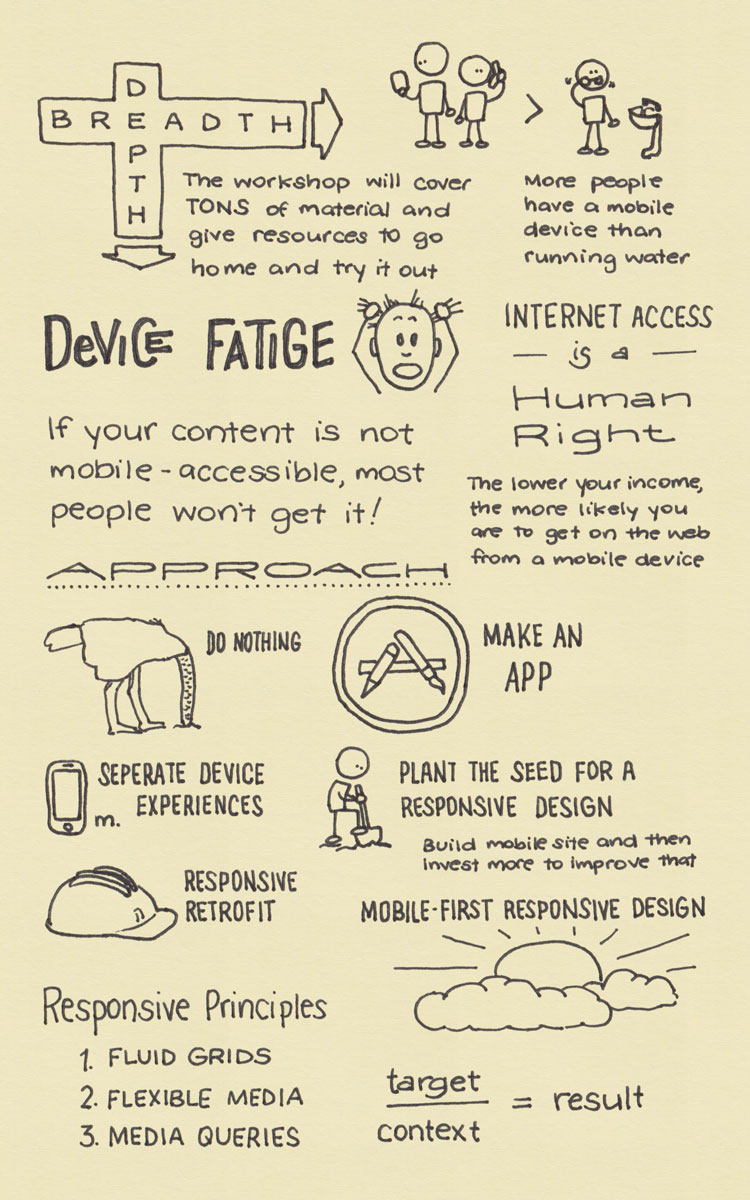 DEPTH
BREADTH
The workshop will cover
TONS of material and
give resources to go
home and try it out
>
More people
have a mobile
device than
running water
DeVICE FATIGE
INTERNET ACCESS
— is a —
Human
Right
If your content is not
mobile-accessible, most
people won't get it!
The lower your income,
the more likely you
are to get on the web
from a mobile device
APPROACH
DO NOTHING
MAKE AN
APP
SEPERATE DEVICE
m. EXPERIENCES
PLANT THE SEED FOR A
RESPONSIVE DESIGN
Build mobile site and then
invest more to improve that
RESPONSIVE
RETROFIT
MOBILE-FIRST RESPONSIVE DESIGN
Responsive Principles
1. FLUID GRIDS
2. FLEXIBLE MEDIA
3. MEDIA QUERIES
target
context
= result